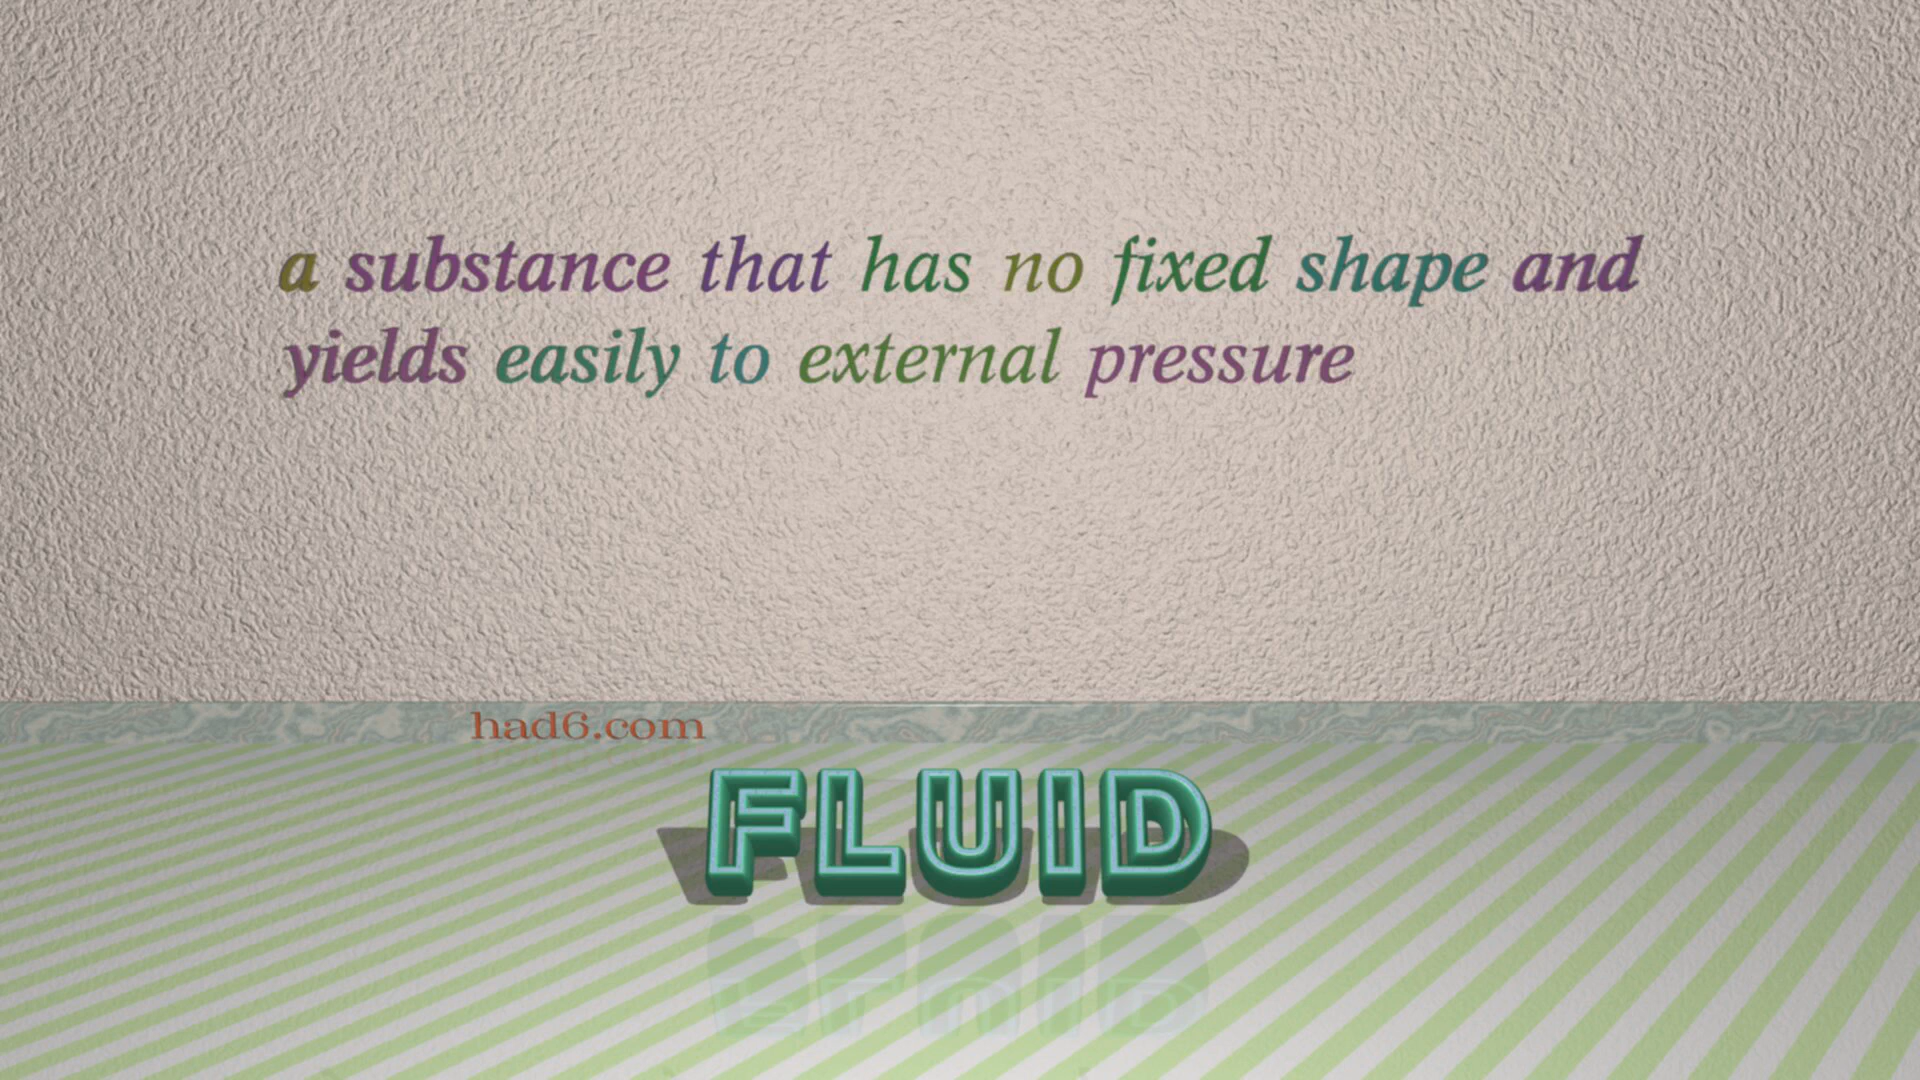 a substance that has no fixed shape and
yields easily to external pressure
had6.com
FLUID